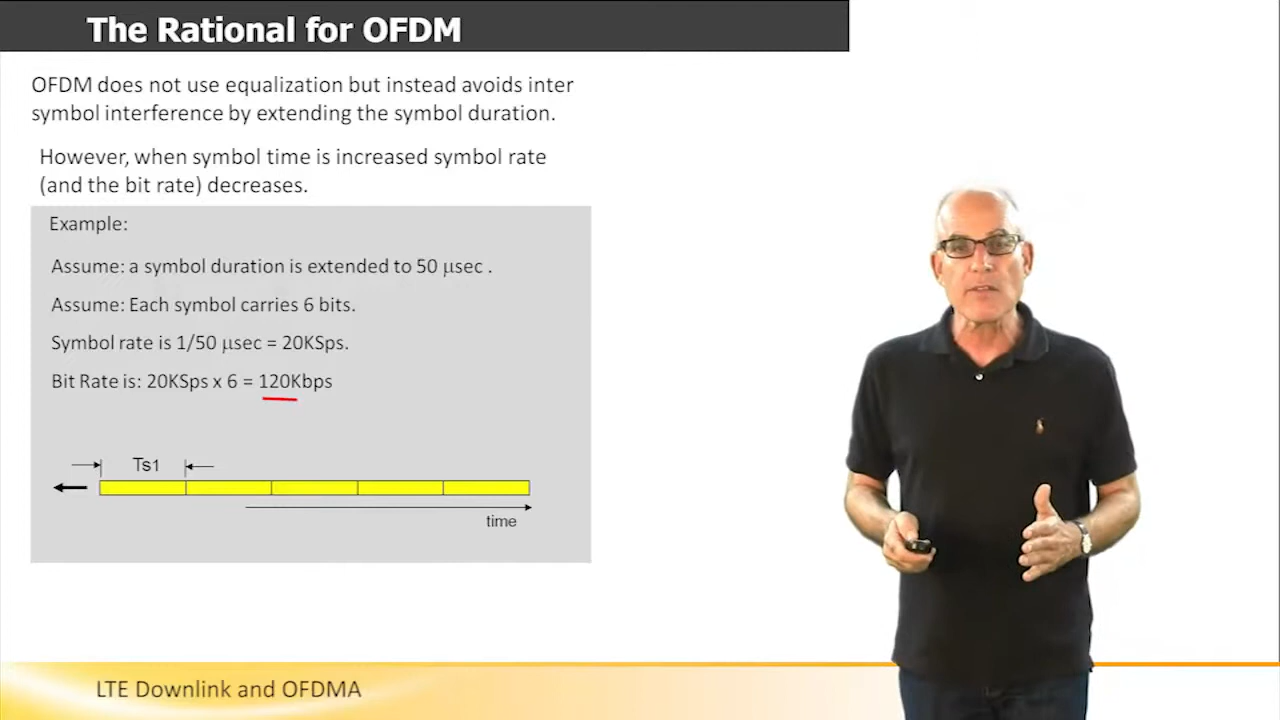 The Rational for OFDM
OFDM does not use equalization but instead avoids inter
symbol interference by extending the symbol duration.
However, when symbol time is increased symbol rate
(and the bit rate) decreases.
Example:
Assume: a symbol duration is extended to 50 μsec .
Assume: Each symbol carries 6 bits.
Symbol rate is 1/50 μsec = 20KSps.
Bit Rate is: 20KSps x 6 = 120Kbps
Ts1
time
LTE Downlink and OFDMA